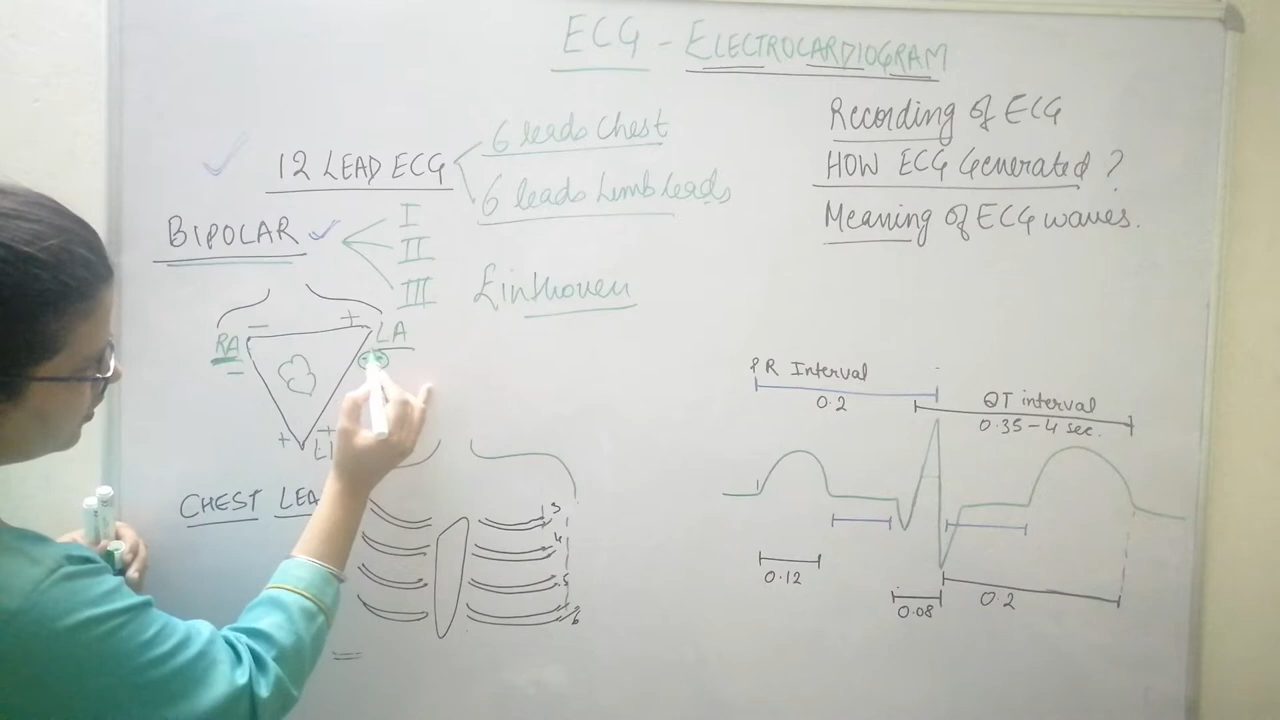 ECG - ELECTROCARDIOGRAM
6 leads Chest
12 LEAD ECG
6 leads Limb leads
BIPOLAR
I
II
III
Einthoven
RA
-
+
LA
+
+
CHEST
3
4
5
6
Recording of ECG
HOW ECG Generated?
Meaning of ECG waves.
PR Interval
0.2
QT interval
0.35-4 sec.
0.12
0.08
0.2